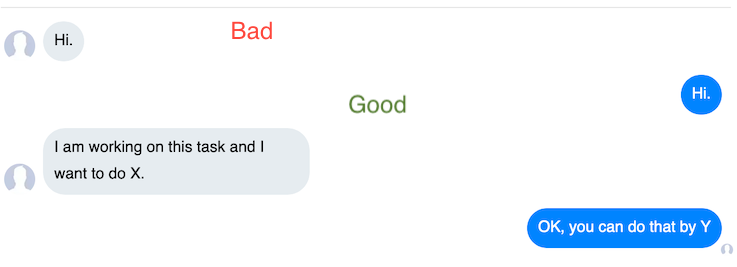 Bad
Hi.
Hi.
Good
I am working on this task and I
want to do X.
OK, you can do that by Y